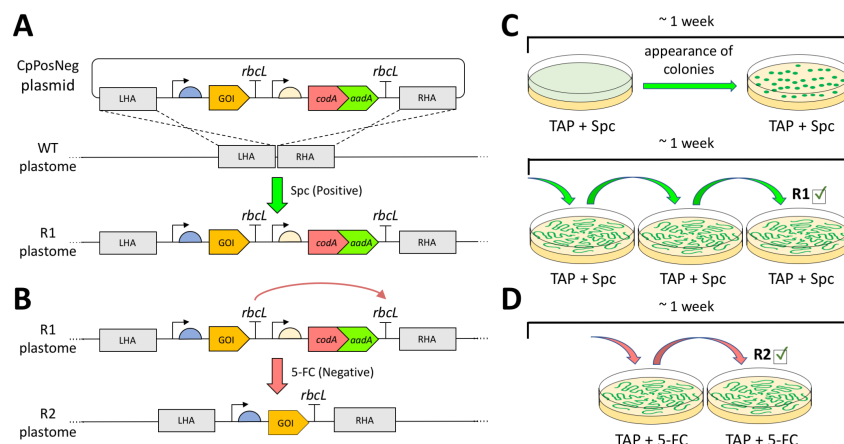 A
CpPosNeg plasmid
rbcL rbcL
LHA GOI codA aadA RHA
WT plastome
LHA RHA
Spc (Positive)
rbcL rbcL
R1 plastome
LHA GOI codA aadA RHA
B
rbcL rbcL
R1 plastome
LHA GOI codA aadA RHA
5-FC (Negative)
rbcL
R2 plastome
LHA GOI RHA
C
~ 1 week
appearance of colonies
TAP + Spc TAP + Spc
~ 1 week
R1
TAP + Spc TAP + Spc TAP + Spc
D
~ 1 week
R2
TAP + 5-FC TAP + 5-FC